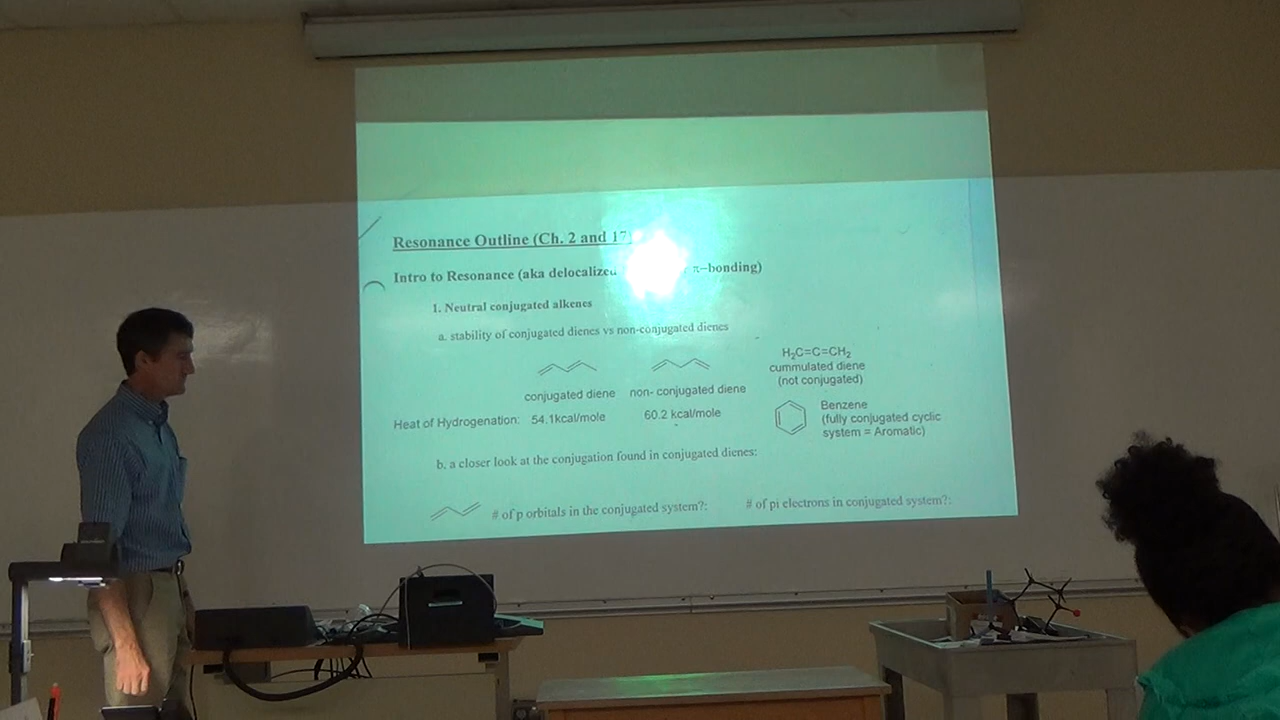 Resonance Outline (Ch. 2 and 17
Intro to Resonance (aka delocalized π-bonding)
1. Neutral conjugated alkenes
a. stability of conjugated dienes vs non-conjugated dienes
H₂C=C=CH₂
cummulated diene
(not conjugated)
conjugated diene non- conjugated diene
Heat of Hydrogenation: 54.1kcal/mole 60.2 kcal/mole
Benzene
(fully conjugated cyclic
system = Aromatic)
b. a closer look at the conjugation found in conjugated dienes:
# of p orbitals in the conjugated system?: # of pi electrons in conjugated system?: